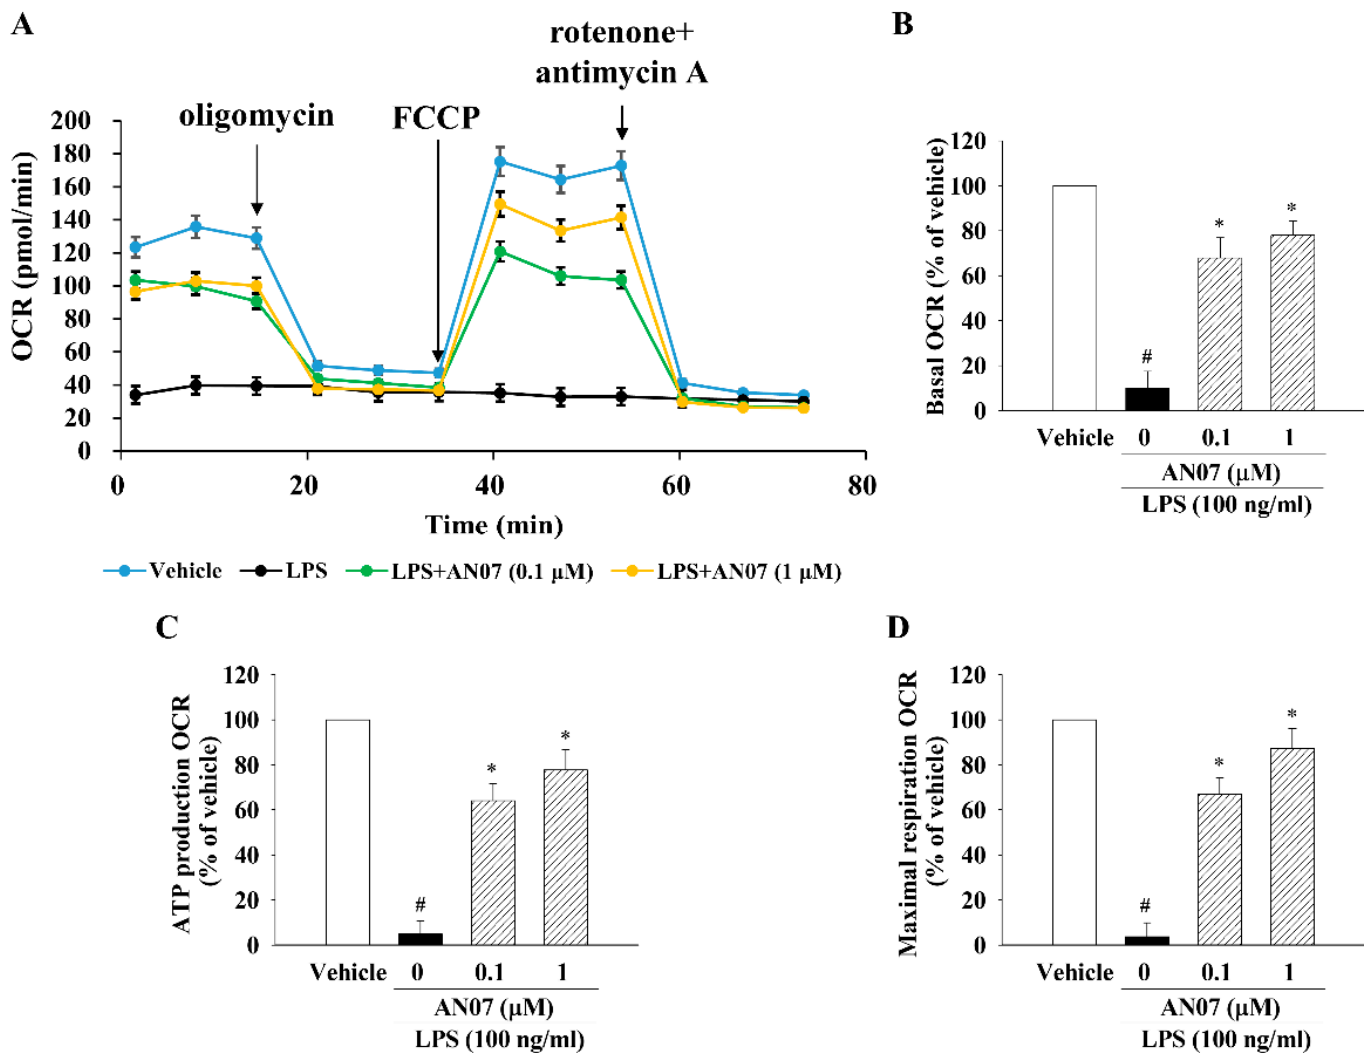 A
rotenone+
antimycin A
oligomycin
FCCP
OCR (pmol/min)
200
180
160
140
120
100
80
60
40
20
0
0 20 40 60 80
Time (min)
Vehicle LPS LPS+AN07 (0.1 μM) LPS+AN07 (1 μM)
B
Basal OCR (% of vehicle)
120
100
80
60
40
20
0
#
*
*
Vehicle 0 0.1 1
AN07 (μM)
LPS (100 ng/ml)
C
ATP production OCR
(% of vehicle)
120
100
80
60
40
20
0
#
*
*
Vehicle 0 0.1 1
AN07 (μM)
LPS (100 ng/ml)
D
Maximal respiration OCR
(% of vehicle)
120
100
80
60
40
20
0
#
*
*
Vehicle 0 0.1 1
AN07 (μM)
LPS (100 ng/ml)